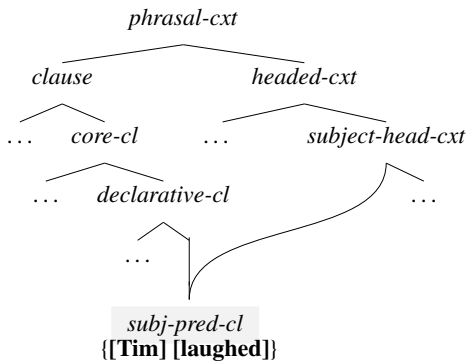 phrasal-cxt
clause headed-cxt
... core-cl ... subject-head-cxt
... declarative-cl ...
...
subj-pred-cl
{[Tim] [laughed]}